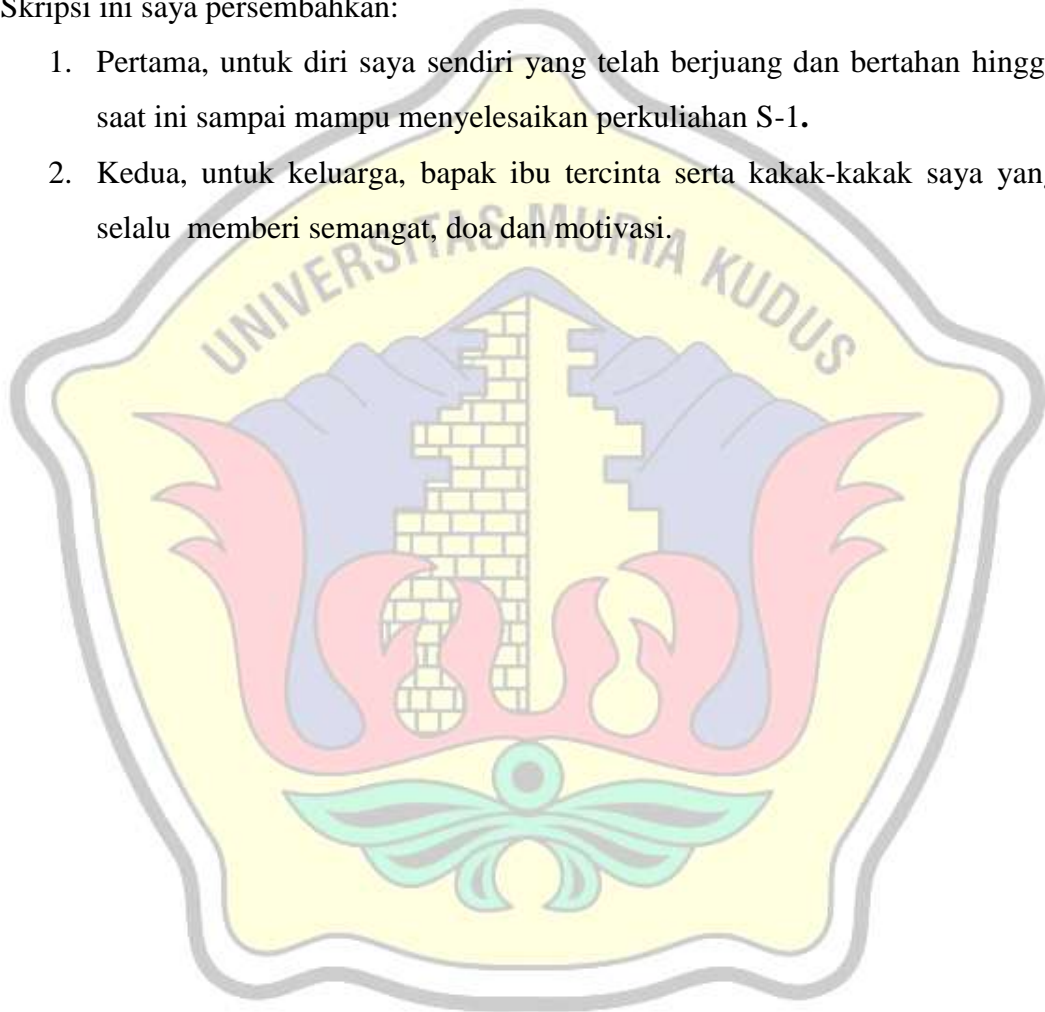 Skripsi ini saya persembahkan:
1. Pertama, untuk diri saya sendiri yang telah berjuang dan bertahan hingg
saat ini sampai mampu menyelesaikan perkuliahan S-1.
2. Kedua, untuk keluarga, bapak ibu tercinta serta kakak-kakak saya yang
selalu memberi semangat, doa dan motivasi.
UNIVERSITAS MURIA KUDUS